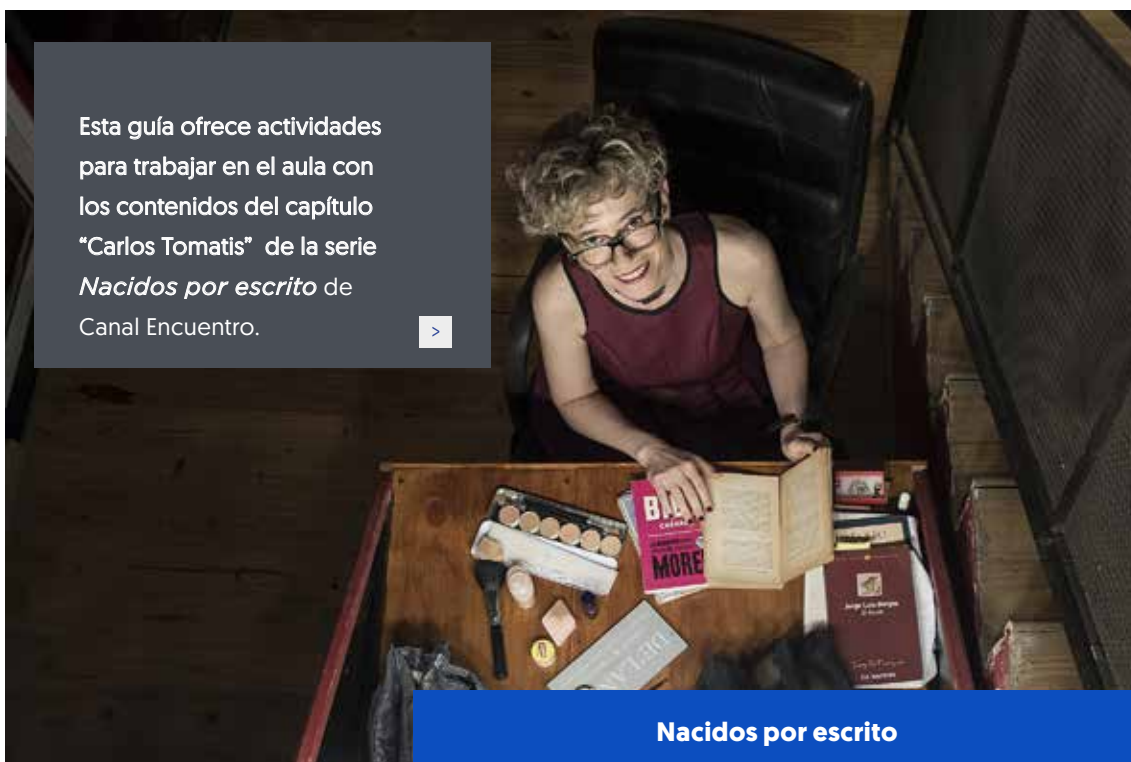 Esta guía ofrece actividades
para trabajar en el aula con
los contenidos del capítulo
“Carlos Tomatis”  de la serie
Nacidos por escrito de
Canal Encuentro.
>
MORE
Jorge Luis Borges
Nacidos por escrito